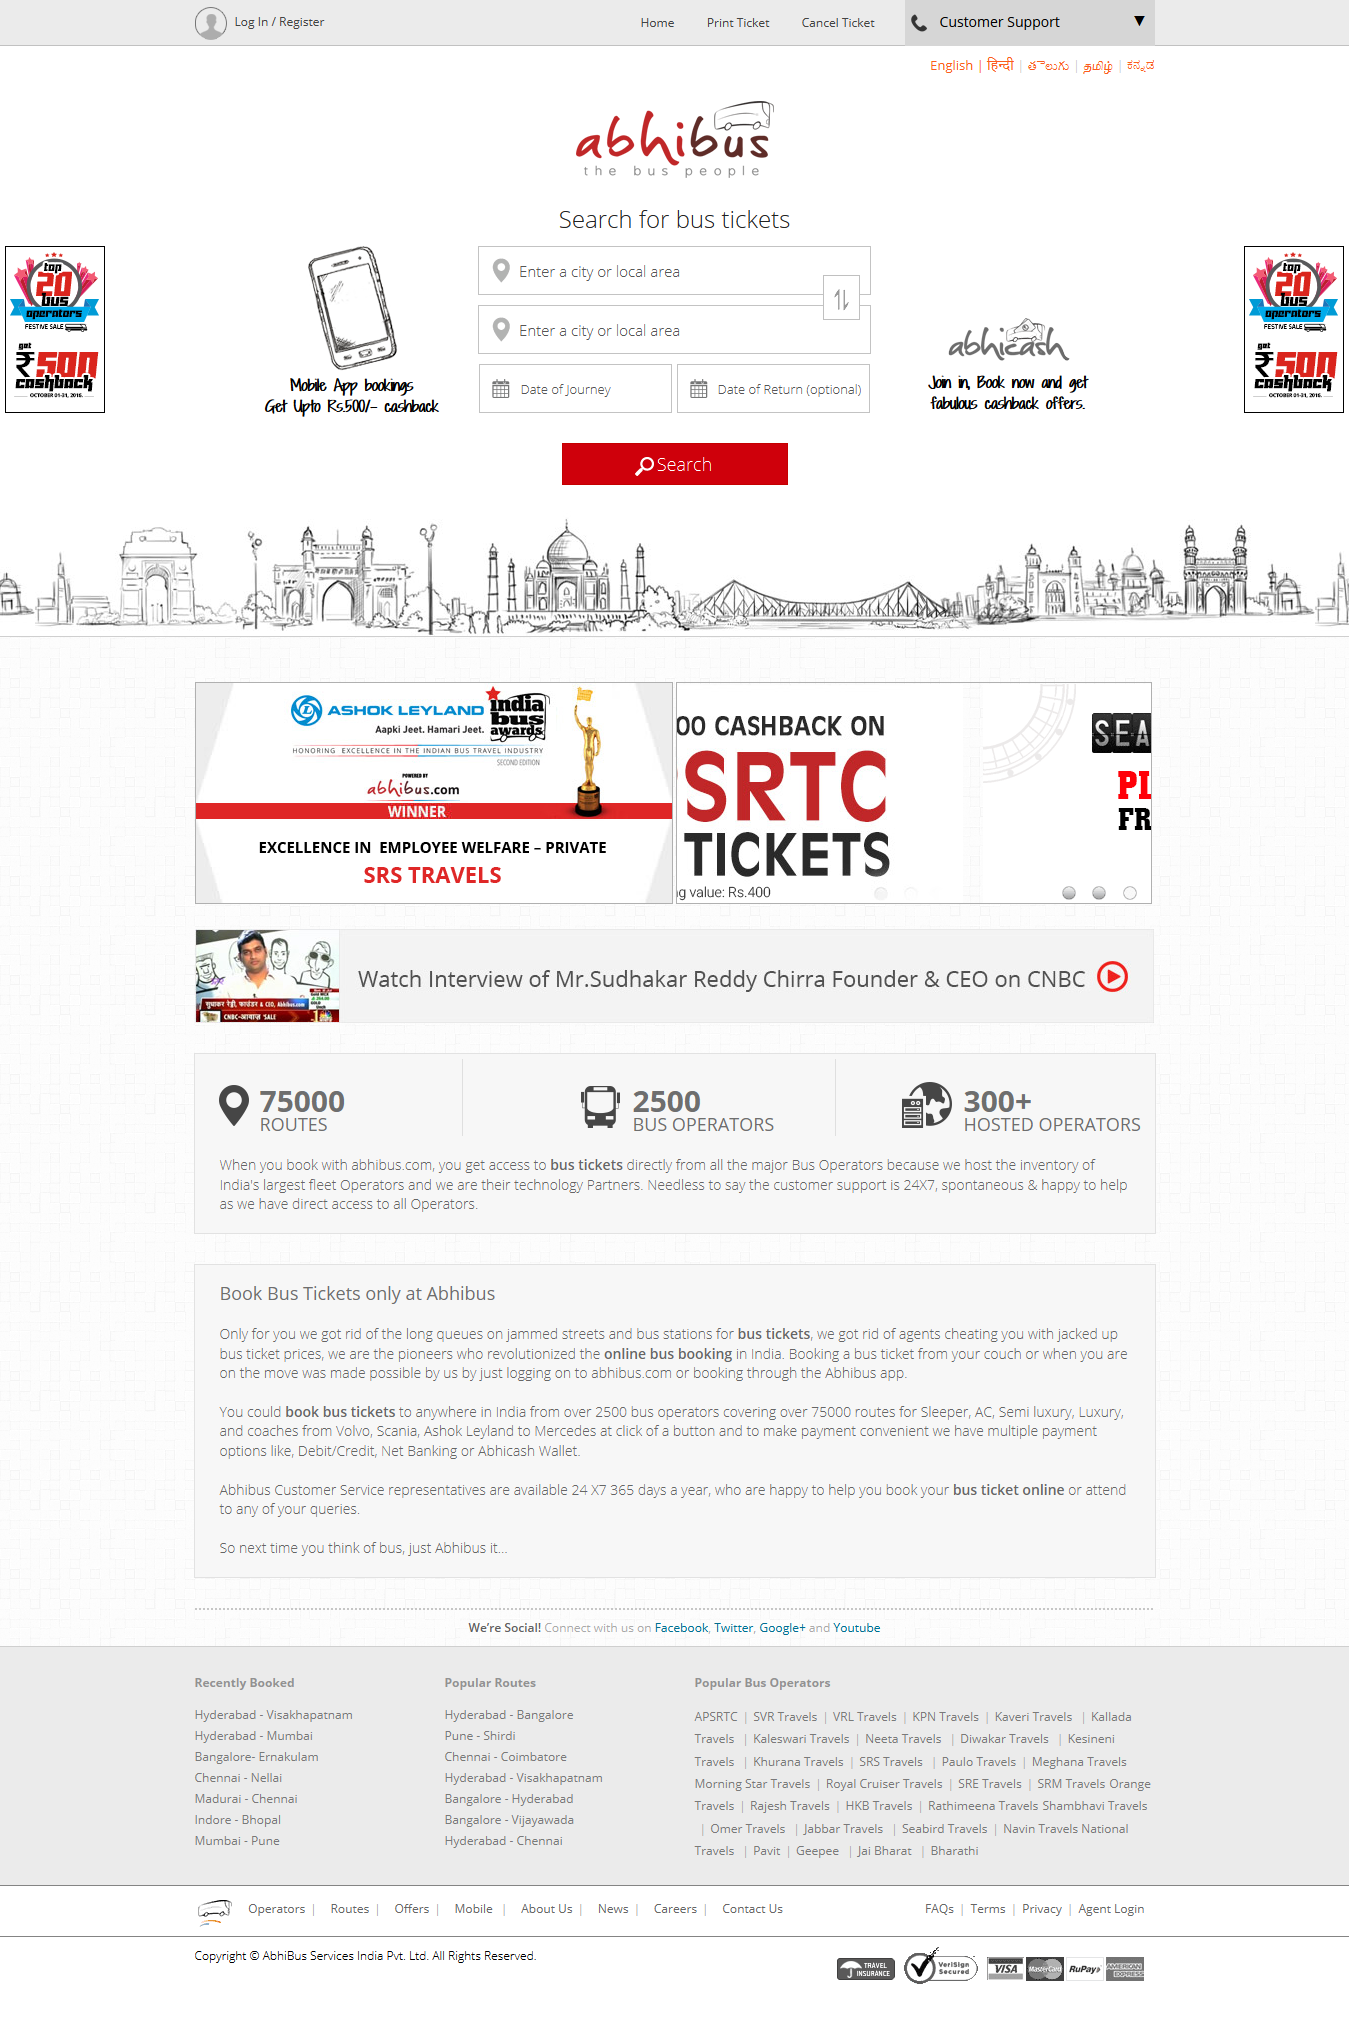 Log In / Register
Home
Print Ticket
Cancel Ticket
Customer Support ▼
English | हिन्दी | తెలుగు | தமிழ் | ಕನ್ನಡ
abhibus
the bus people
Search for bus tickets
top
20
bus
operators
FESTIVE SALE
get
₹500
cashback
OCTOBER 01-31, 2016.
Mobile App bookings
Get Upto Rs.500/- cashback
Enter a city or local area
Enter a city or local area
Date of Journey
Date of Return (optional)
abhicash
Join in, Book now and get
fabulous cashback offers.
top
20
bus
operators
FESTIVE SALE
get
₹500
cashback
OCTOBER 01-31, 2016.
Search
ASHOK LEYLAND
Aapki Jeet. Hamari Jeet.
india
bus
awards
HONORING EXCELLENCE IN THE INDIAN BUS TRAVEL INDUSTRY
SECOND EDITION
POWERED BY
abhibus.com
WINNER
EXCELLENCE IN EMPLOYEE WELFARE – PRIVATE
SRS TRAVELS
00 CASHBACK ON
SRTC
TICKETS
g value: Rs.400
SEA
PI
FR
सुधाकर रेड्डी, फाउंडर & CEO, Abhibus.com
CNBC-आवाज़ SALE
Watch Interview of Mr.Sudhakar Reddy Chirra Founder & CEO on CNBC
75000
ROUTES
2500
BUS OPERATORS
300+
HOSTED OPERATORS
When you book with abhibus.com, you get access to bus tickets directly from all the major Bus Operators because we host the inventory of
India's largest fleet Operators and we are their technology Partners. Needless to say the customer support is 24X7, spontaneous & happy to help
as we have direct access to all Operators.
Book Bus Tickets only at Abhibus
Only for you we got rid of the long queues on jammed streets and bus stations for bus tickets, we got rid of agents cheating you with jacked up
bus ticket prices, we are the pioneers who revolutionized the online bus booking in India. Booking a bus ticket from your couch or when you are
on the move was made possible by us by just logging on to abhibus.com or booking through the Abhibus app.
You could book bus tickets to anywhere in India from over 2500 bus operators covering over 75000 routes for Sleeper, AC, Semi luxury, Luxury,
and coaches from Volvo, Scania, Ashok Leyland to Mercedes at click of a button and to make payment convenient we have multiple payment
options like, Debit/Credit, Net Banking or Abhicash Wallet.
Abhibus Customer Service representatives are available 24 X7 365 days a year, who are happy to help you book your bus ticket online or attend
to any of your queries.
So next time you think of bus, just Abhibus it...
We're Social! Connect with us on Facebook, Twitter, Google+ and Youtube
Recently Booked
Hyderabad - Visakhapatnam
Hyderabad - Mumbai
Bangalore- Ernakulam
Chennai - Nellai
Madurai - Chennai
Indore - Bhopal
Mumbai - Pune
Popular Routes
Hyderabad - Bangalore
Pune - Shirdi
Chennai - Coimbatore
Hyderabad - Visakhapatnam
Bangalore - Hyderabad
Bangalore - Vijayawada
Hyderabad - Chennai
Popular Bus Operators
APSRTC | SVR Travels | VRL Travels | KPN Travels | Kaveri Travels | Kallada
Travels | Kaleswari Travels | Neeta Travels | Diwakar Travels | Kesineni
Travels | Khurana Travels | SRS Travels | Paulo Travels | Meghana Travels
Morning Star Travels | Royal Cruiser Travels | SRE Travels | SRM Travels Orange
Travels | Rajesh Travels | HKB Travels | Rathimeena Travels Shambhavi Travels
| Omer Travels | Jabbar Travels | Seabird Travels | Navin Travels National
Travels | Pavit | Geepee | Jai Bharat | Bharathi
Operators | Routes | Offers | Mobile | About Us | News | Careers | Contact Us
FAQs | Terms | Privacy | Agent Login
Copyright © AbhiBus Services India Pvt. Ltd. All Rights Reserved.
TRAVEL
INSURANCE
VeriSign
Secured
VISA
MasterCard
RuPay
AMERICAN
EXPRESS